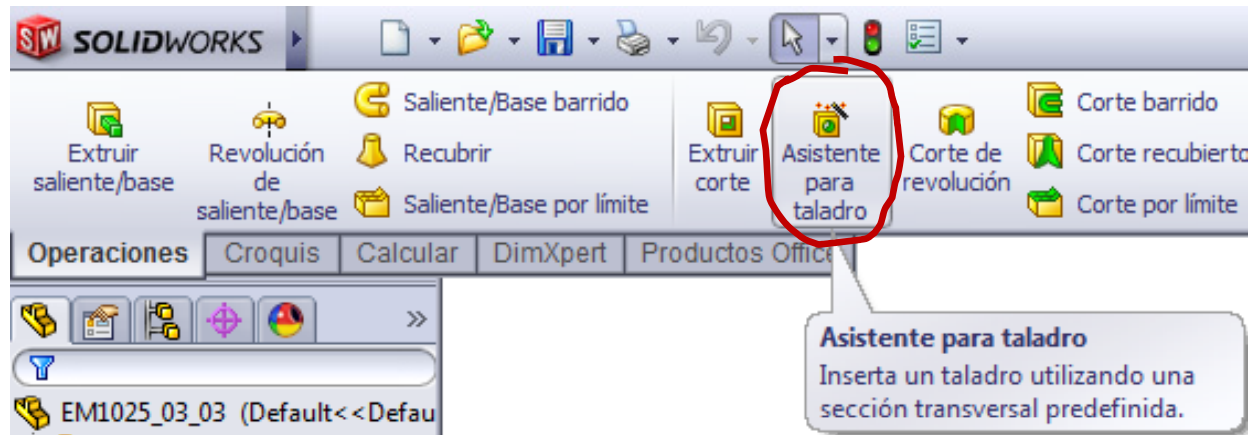 SW SOLIDWORKS
Extruir
saliente/base
Revolución
de
saliente/base
Saliente/Base barrido
Recubrir
Saliente/Base por límite
Extruir
corte
Asistente
para
taladro
Corte de
revolución
Corte barrido
Corte recubierto
Corte por límite
Operaciones
Croquis
Calcular
DimXpert
Productos Office
»
Asistente para taladro
Inserta un taladro utilizando una
sección transversal predefinida.
EM1025_03_03 (Default<<Defau